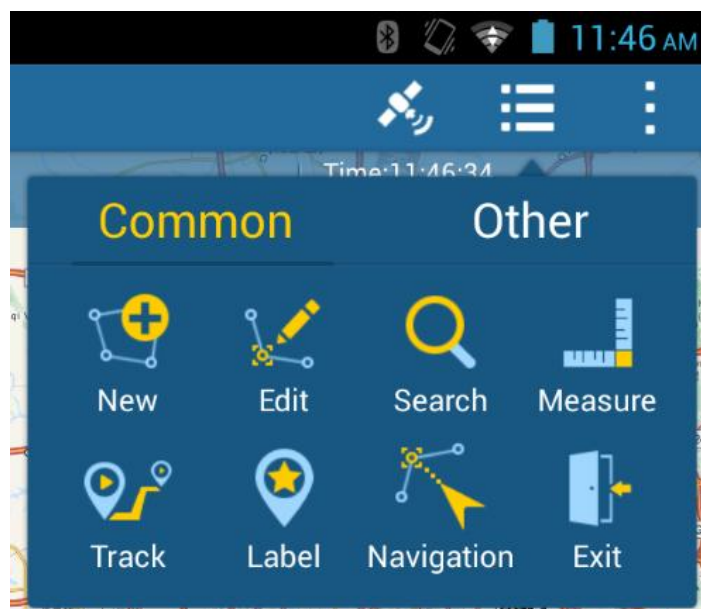 11:46 AM
Time:11:46:34
Common Other
New Edit Search Measure
Track Label Navigation Exit